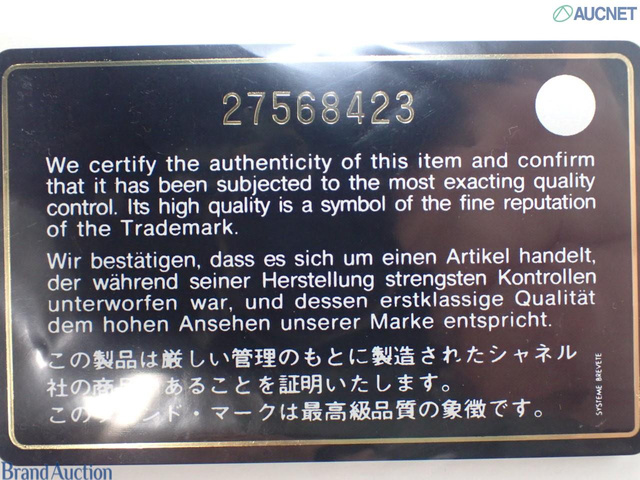 AUCNET
27568423
We certify the authenticity of this item and confirm
that it has been subjected to the most exacting quality
control. Its high quality is a symbol of the fine reputation
of the Trademark.
Wir bestätigen, dass es sich um einen Artikel handelt,
der während seiner Herstellung strengsten Kontrollen
unterworfen war, und dessen erstklassige Qualität
dem hohen Ansehen unserer Marke entspricht.
この製品は厳しい管理のもとに製造されたシャネル
社の商品であることを証明いたします。
この ンド・マークは最高級品質の象徴です。
SYSTEME BREVETE
BrandAuction